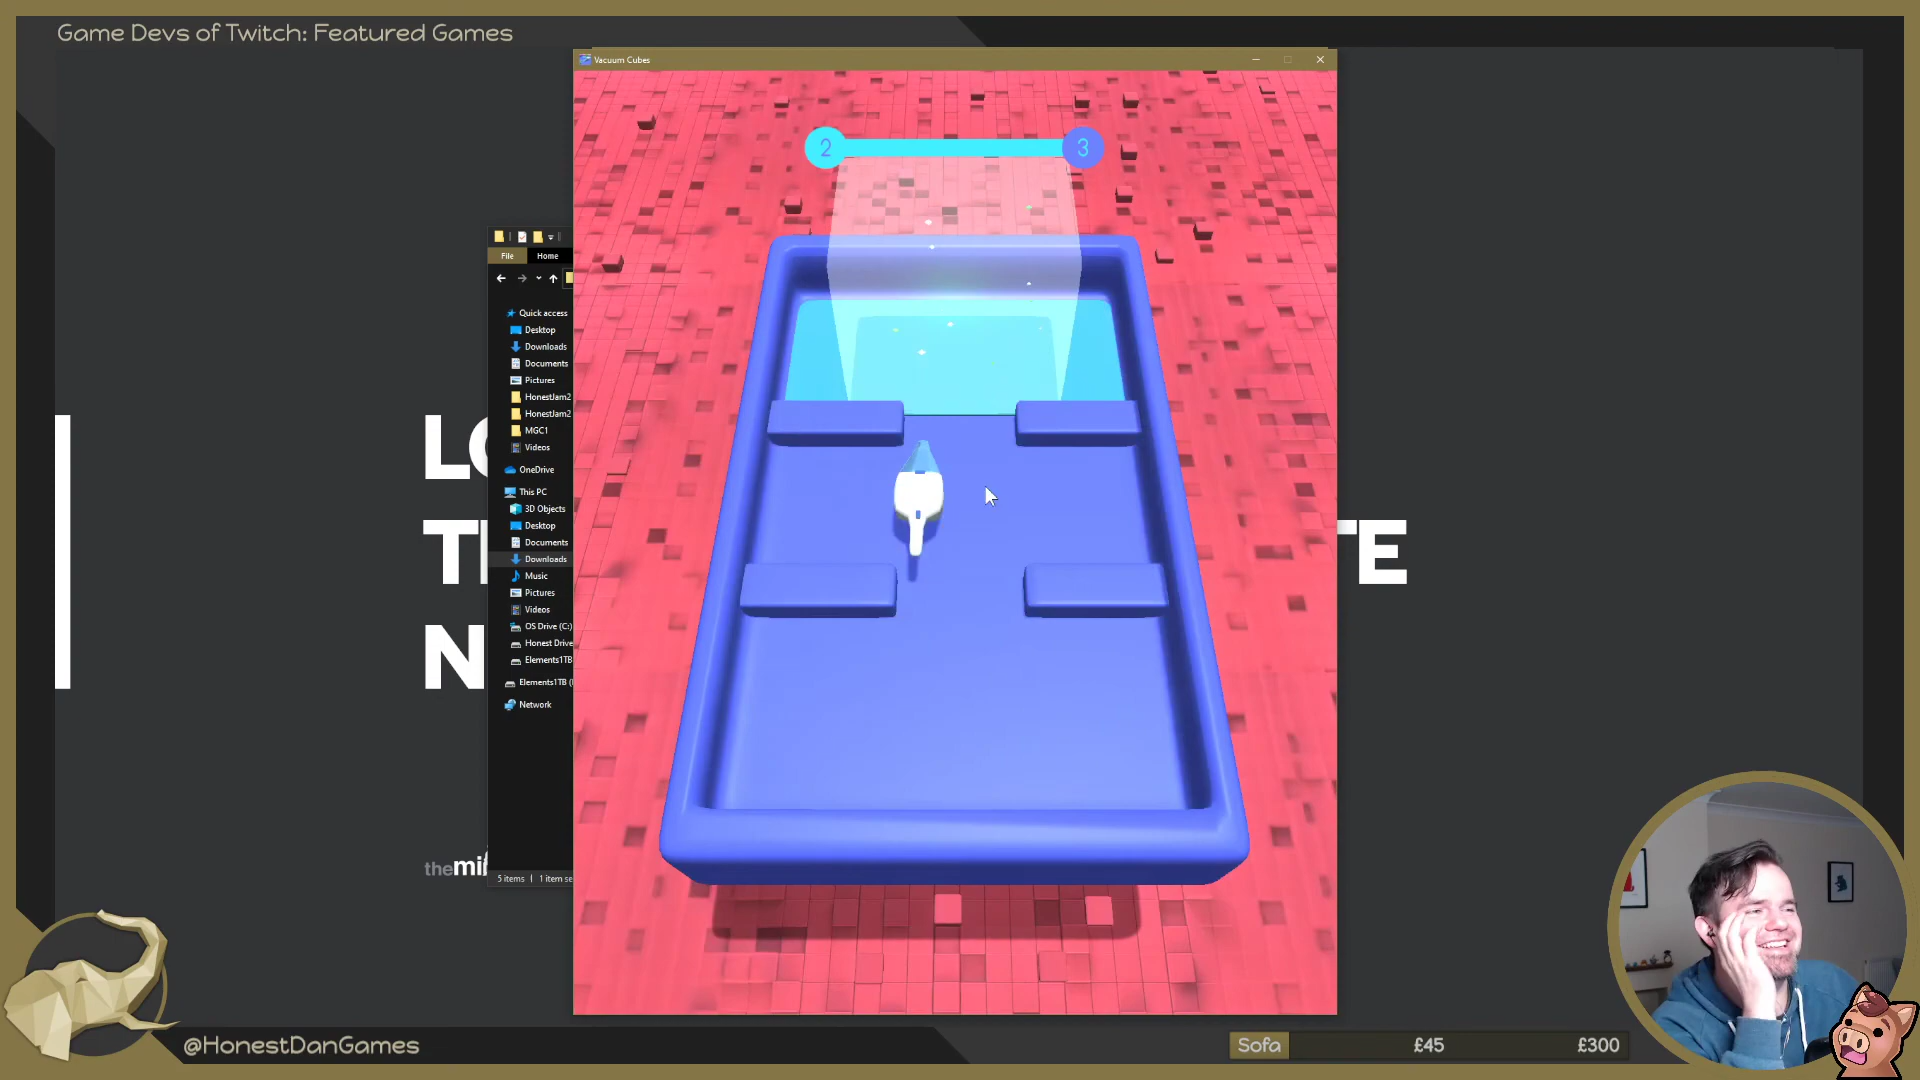 Game Devs of Twitch: Featured Games
Vacuum Cubes
2
3
File
Home
Quick access
Desktop
Downloads
Documents
Pictures
HonestJam2
HonestJam2
MGC1
Videos
OneDrive
This PC
3D Objects
Desktop
Documents
Downloads
Music
Pictures
Videos
OS Drive (C:)
Honest Drive
Elements1TB
Elements1TB (
Network
5 items
1 item se
L
T
TE
N
themi
@HonestDanGames
Sofa
£45
£300